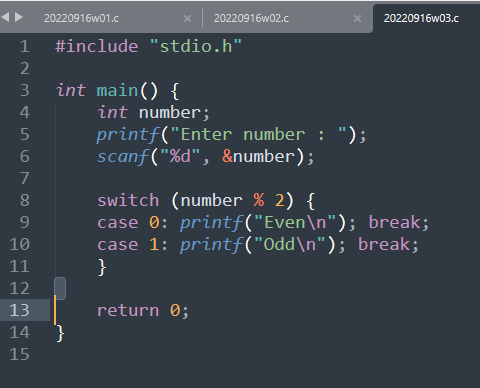 20220916w01.c 20220916w02.c 20220916w03.c
1 #include "stdio.h"
2
3 int main() {
4     int number;
5     printf("Enter number : ");
6     scanf("%d", &number);
7
8     switch (number % 2) {
9     case 0: printf("Even\n"); break;
10     case 1: printf("Odd\n"); break;
11     }
12
13     return 0;
14 }
15